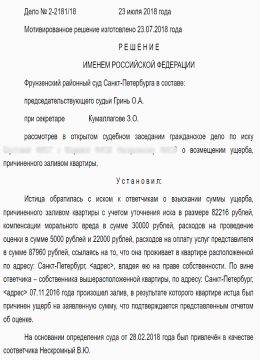 Дело № 2-2181/18 23 июля 2018 года
Мотивированное решение изготовлено 23.07.2018 года
Р Е Ш Е Н И Е
ИМЕНЕМ РОССИЙСКОЙ ФЕДЕРАЦИИ
Фрунзенский районный суд Санкт-Петербурга в составе:
председательствующего судьи Гринь О.А.
при секретаре Кумаллагове З.О.
рассмотрев в открытом судебном заседании гражданское дело по иску
о возмещении ущерба,
причиненного заливом квартиры,
У с т а н о в и л:
Истица обратилась с иском к ответчикам о взыскании суммы ущерба,
причиненного заливом квартиры с учетом уточнения иска в размере 82216 рублей,
компенсации морального вреда в сумме 30000 рублей, расходов на проведение
оценки в сумме 5000 рублей и 22000 рублей, расходов на оплату услуг представителя
в сумме 87960 рублей, ссылаясь на то, что она проживает в квартире расположенной
по адресу: Санкт-Петербург, <адрес>, владея ею на праве собственности. По вине
ответчика – собственника вышерасположенной квартиры, по адресу: Санкт-Петербург,
<адрес> 07.11.2016 года произошел залив, в результате которого квартире истца был
причинен ущерб на заявленную сумму, что подтверждается представленным отчетом
об оценке.
На основании определения суда от 28.02.2018 года был привлечён в качестве
соответчика Нескромный В.Ю.